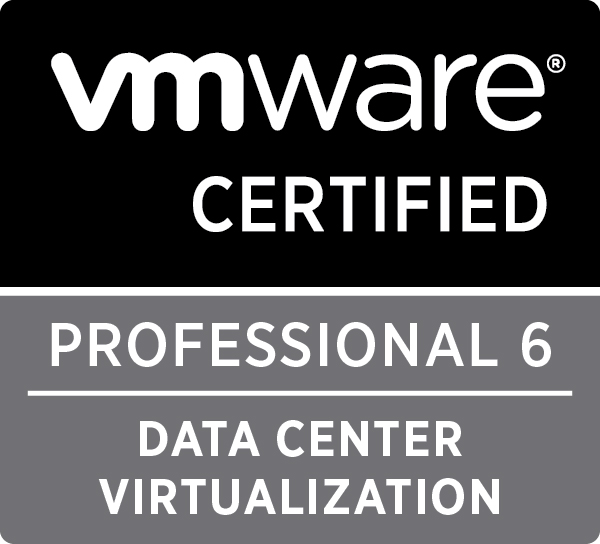 vmware®
CERTIFIED
PROFESSIONAL 6
DATA CENTER
VIRTUALIZATION